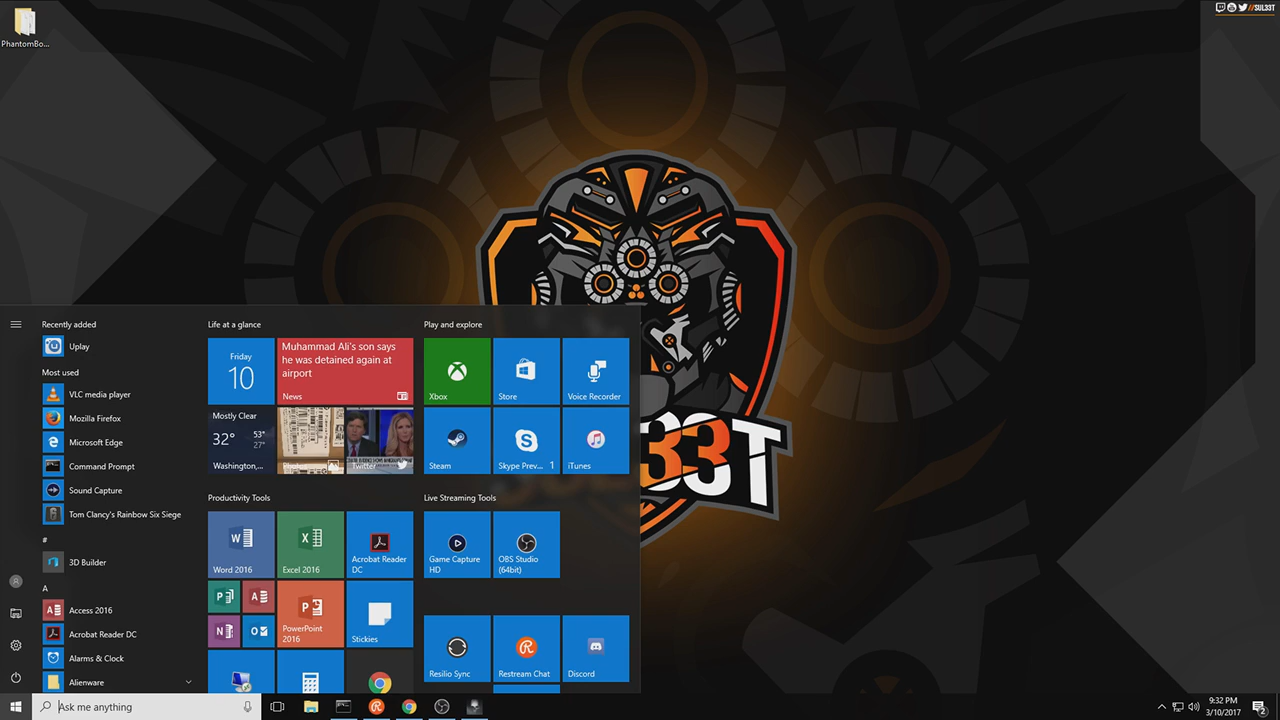 PhantomBo...
//SUL33T
Recently added
Uplay
Most used
VLC media player
Mozilla Firefox
Microsoft Edge
Command Prompt
Sound Capture
Tom Clancy's Rainbow Six Siege
#
3D Builder
A
Access 2016
Acrobat Reader DC
Alarms & Clock
Alienware
Life at a glance
Friday
10
Muhammad Ali's son says
he was detained again at
airport
News
Mostly Clear
32° 53°
27°
Washington,...
Photos
Twitter
Productivity Tools
Word 2016
Excel 2016
Acrobat Reader
DC
PowerPoint
2016
Stickies
Play and explore
Xbox
Store
Voice Recorder
Steam
Skype Prev... 1
iTunes
Live Streaming Tools
Game Capture
HD
OBS Studio
(64bit)
Resilio Sync
Restream Chat
Discord
33T
Ask me anything
9:32 PM
3/10/2017
2